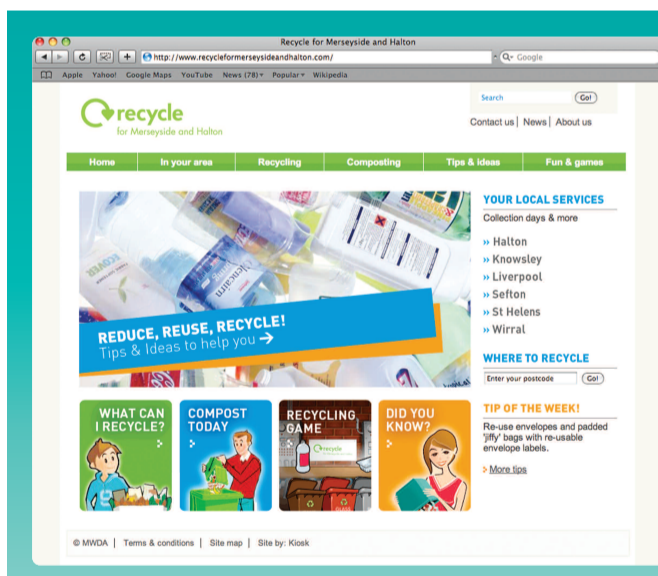 Recycle for Merseyside and Halton
http://www.recycleformerseysideandhalton.com/
Google
Apple Yahoo! Google Maps YouTube News (78) Popular Wikipedia
Search Go!
recycle
for Merseyside and Halton
Contact us | News | About us
Home In your area Recycling Composting Tips & ideas Fun & games
ECOVER
Glencairn
REDUCE, REUSE, RECYCLE!
Tips & Ideas to help you →
YOUR LOCAL SERVICES
Collection days & more
» Halton
» Knowsley
» Liverpool
» Sefton
» St Helens
» Wirral
WHERE TO RECYCLE
Enter your postcode Go!
TIP OF THE WEEK!
Re-use envelopes and padded
'jiffy' bags with re-usable
envelope labels.
More tips
WHAT CAN
I RECYCLE?
COMPOST
TODAY
RECYCLING
GAME
recycle
GLASS
DID YOU
KNOW?
© MWDA | Terms & conditions | Site map | Site by: Kiosk